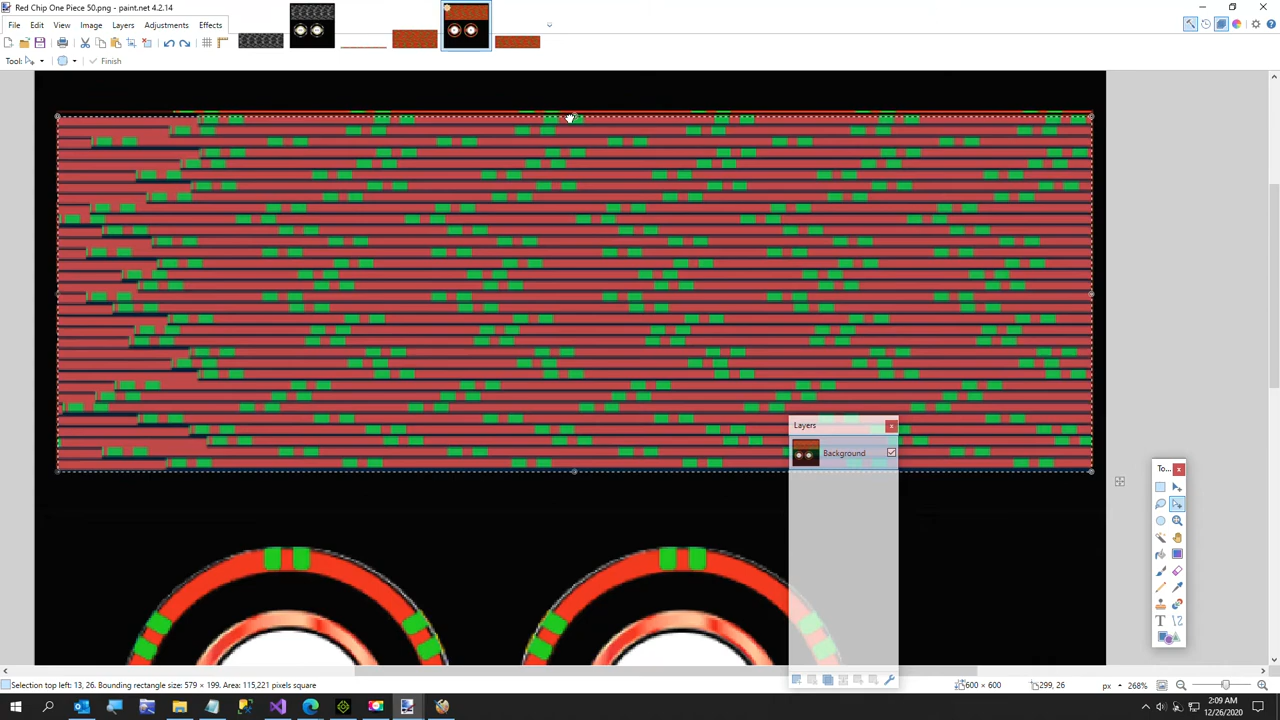 Red Chip One Piece 50.png - paint.net 4.2.14
File Edit View Image Layers Adjustments Effects
Tool: Finish
Layers
Background
To...
Selection top left: 13, 26. Bounding rectangle size: 579 × 199. Area: 115,221 pixels square
600 × 600
299, 26
px
268%
2:09 AM
12/26/2020